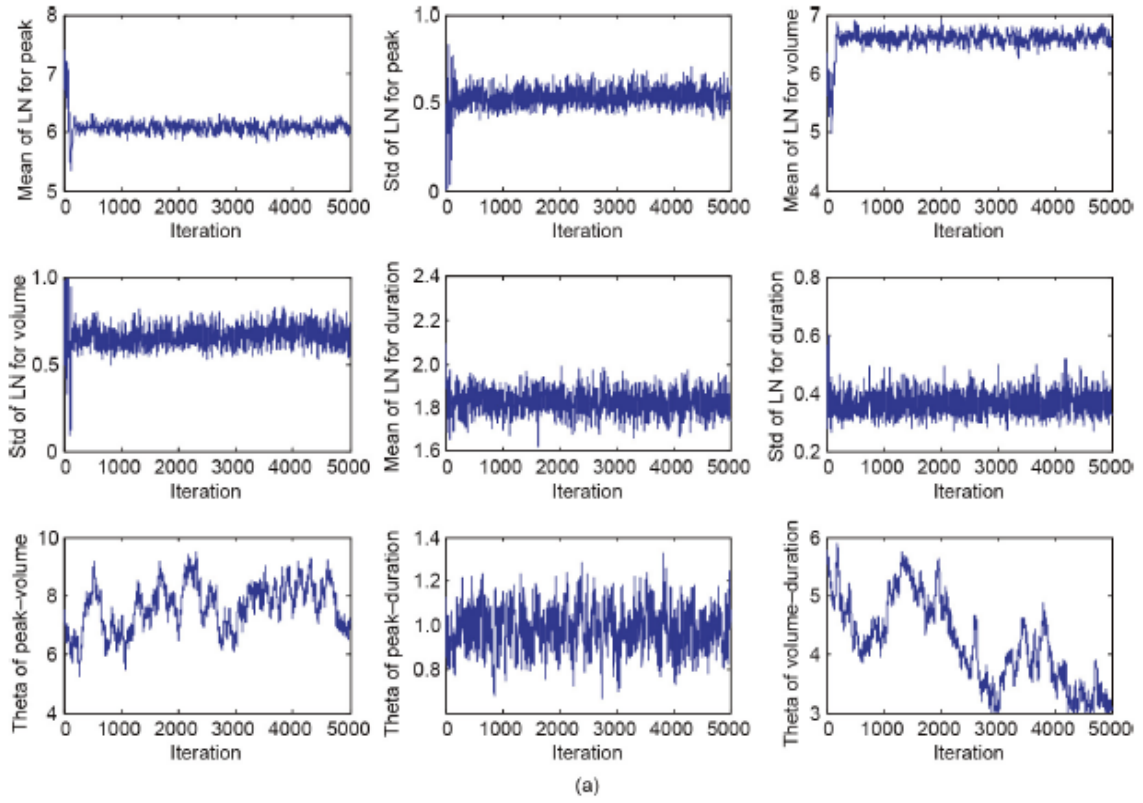 Mean of LN for peak
8
7
6
5
0 1000 2000 3000 4000 5000
Iteration
Std of LN for peak
1.0
0.5
0
0 1000 2000 3000 4000 5000
Iteration
Mean of LN for volume
7
6
5
4
0 1000 2000 3000 4000 5000
Iteration
Std of LN for volume
1.0
0.5
0
0 1000 2000 3000 4000 5000
Iteration
Mean of LN for duration
2.4
2.2
2.0
1.8
1.6
0 1000 2000 3000 4000 5000
Iteration
Std of LN for duration
0.8
0.6
0.4
0.2
0 1000 2000 3000 4000 5000
Iteration
Theta of peak–volume
10
8
6
4
0 1000 2000 3000 4000 5000
Iteration
Theta of peak–duration
1.4
1.2
1.0
0.8
0 1000 2000 3000 4000 5000
Iteration
Theta of volume–duration
6
5
4
3
0 1000 2000 3000 4000 5000
Iteration
(a)